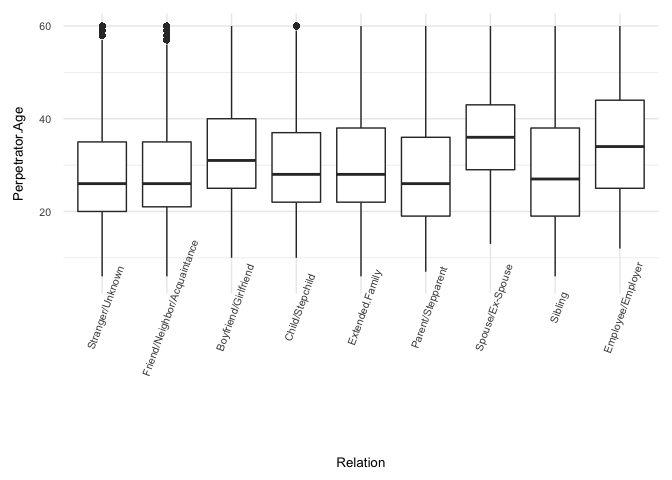 Perpetrator.Age
60
40
20
Stranger/Unknown
Friend/Neighbor/Acquaintance
Boyfriend/Girlfriend
Child/Stepchild
Extended.Family
Parent/Stepparent
Spouse/Ex-Spouse
Sibling
Employee/Employer
Relation